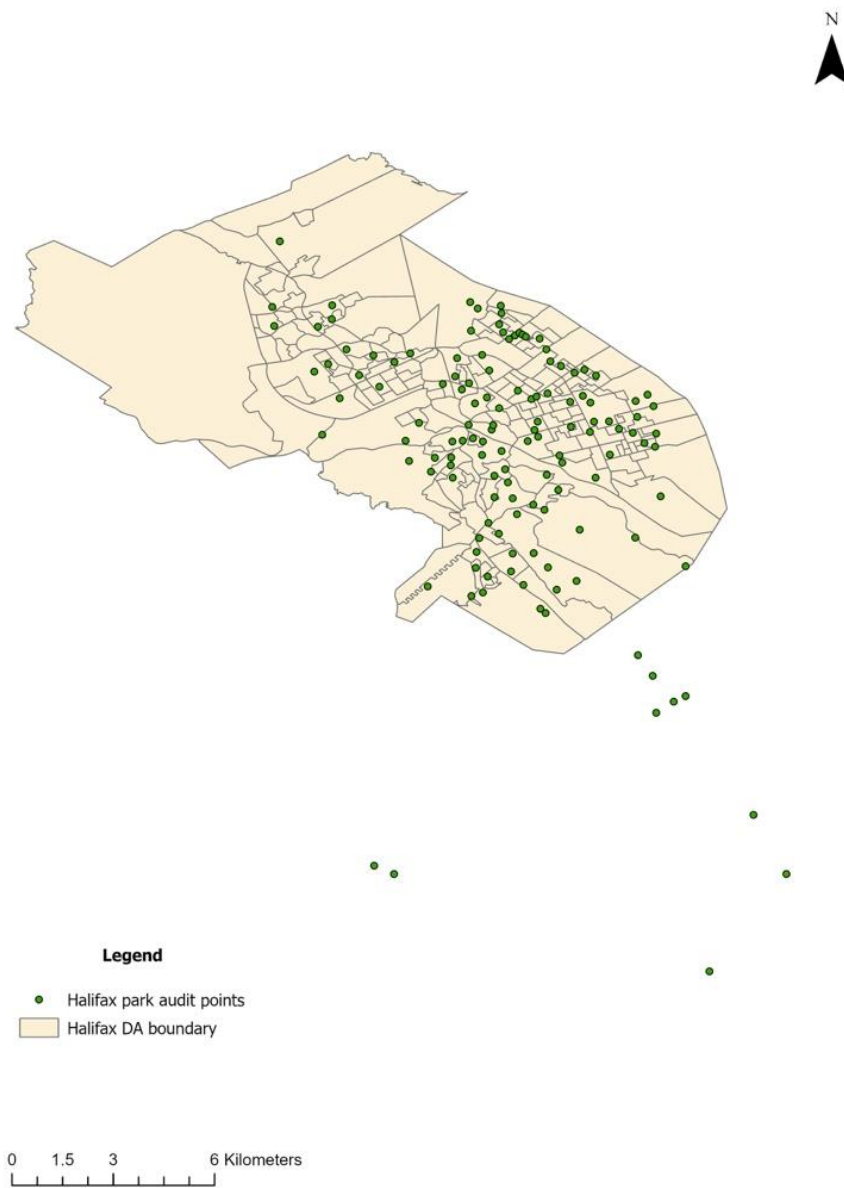 N
Legend
Halifax park audit points
Halifax DA boundary
0 1.5 3 6 Kilometers